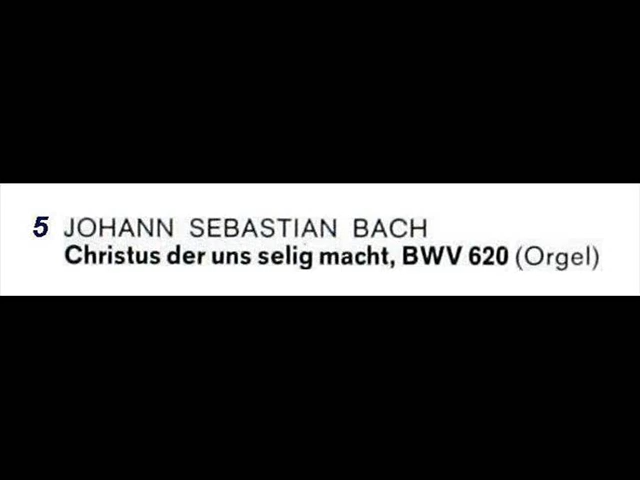 5 JOHANN SEBASTIAN BACH
Christus der uns selig macht, BWV 620 (Orgel)